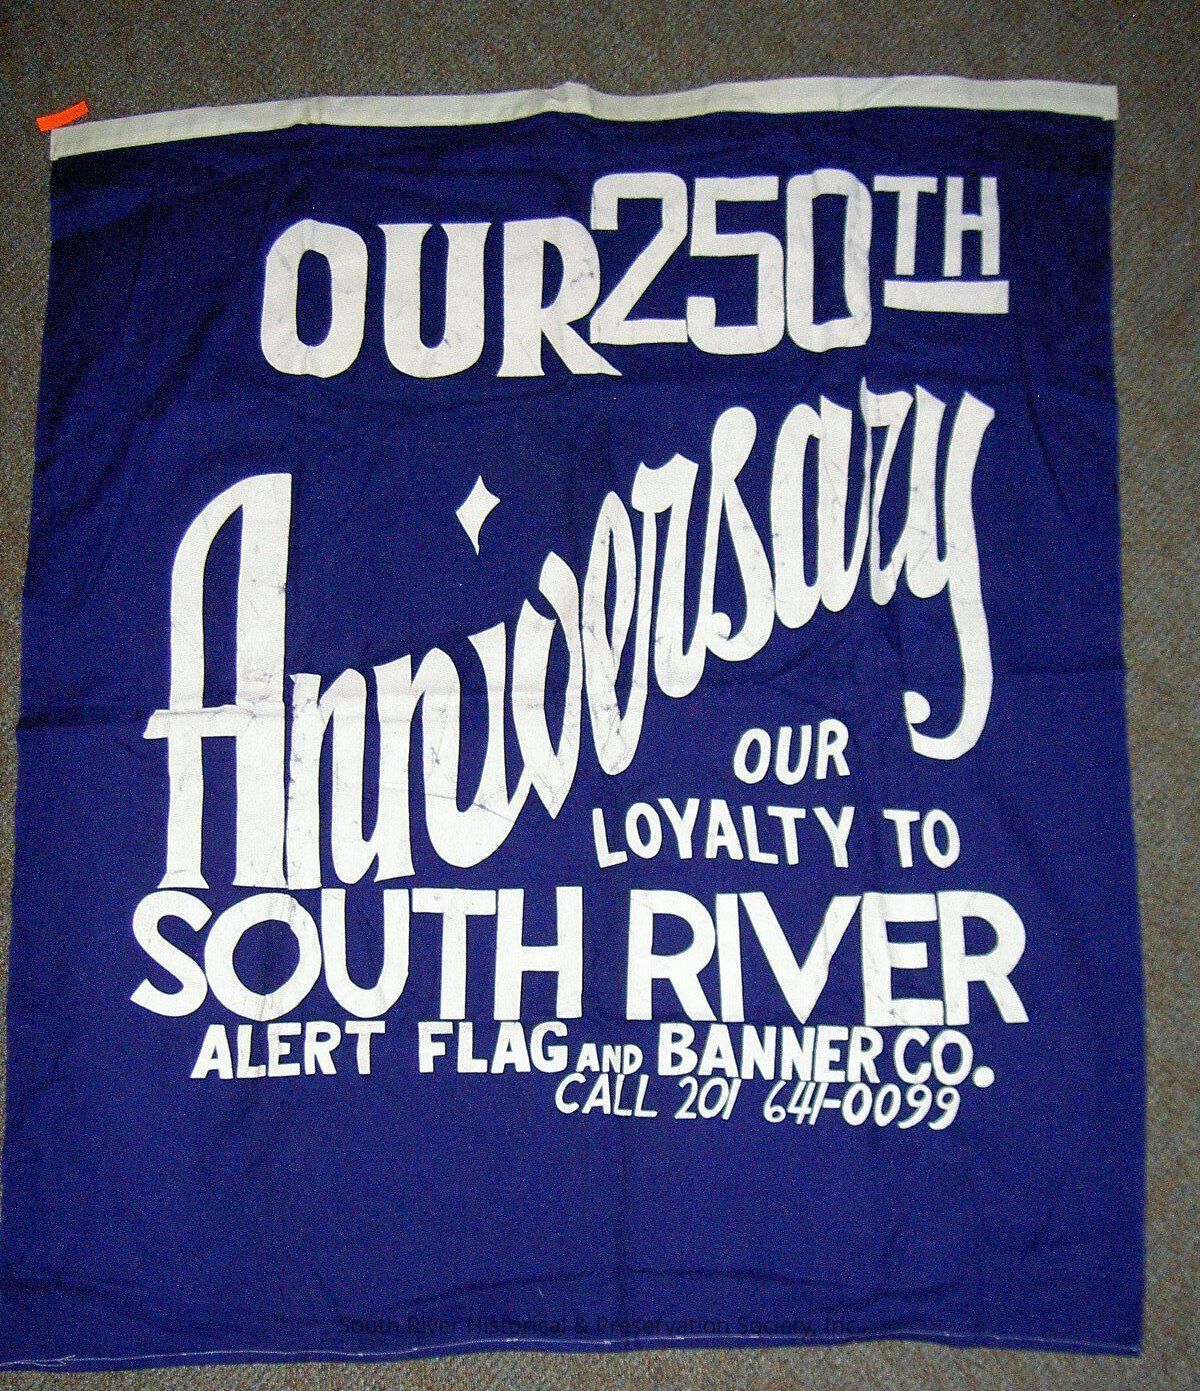 OUR 250TH
Anniversary
OUR
LOYALTY TO
SOUTH RIVER
ALERT FLAG AND BANNER CO.
CALL 201 641-0099
South River Historical & Preservation Society, Inc.